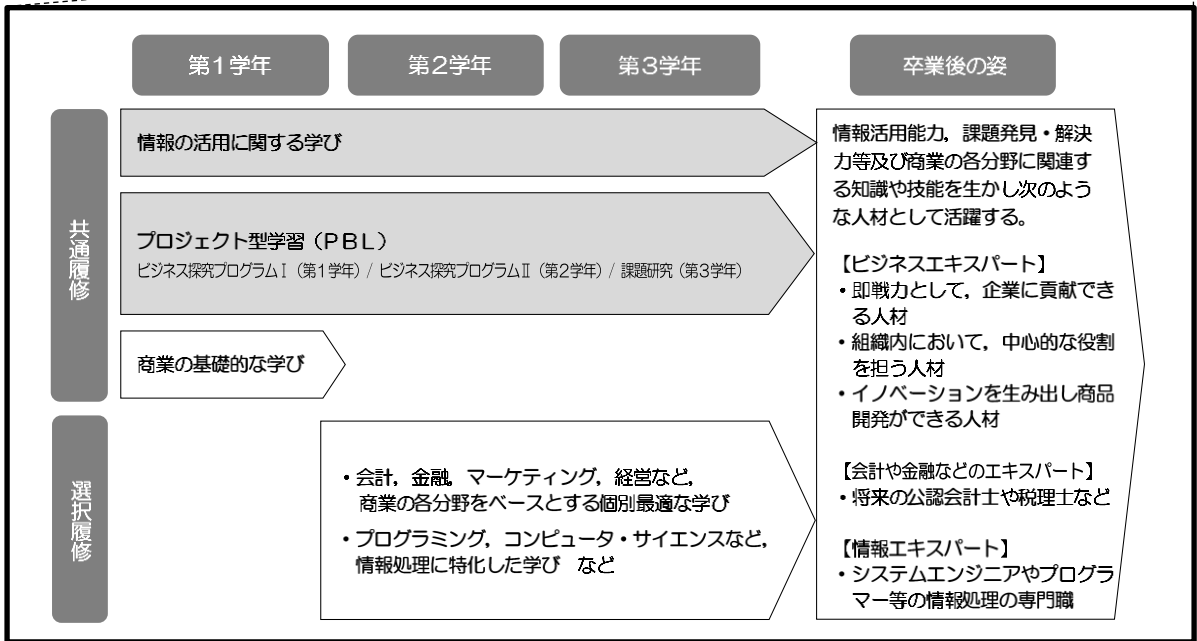 第1学年
第2学年
第3学年
卒業後の姿
共通履修
情報の活用に関する学び
プロジェクト型学習（ＰＢＬ）
ビジネス探究プログラムⅠ（第1学年）/ ビジネス探究プログラムⅡ（第2学年）/ 課題研究（第3学年）
商業の基礎的な学び
選択履修
・会計，金融，マーケティング，経営など，
商業の各分野をベースとする個別最適な学び
・プログラミング，コンピュータ・サイエンスなど，
情報処理に特化した学び　など
情報活用能力，課題発見・解決
力等及び商業の各分野に関連す
る知識や技能を生かし次のよう
な人材として活躍する。
【ビジネスエキスパート】
・即戦力として，企業に貢献でき
る人材
・組織内において，中心的な役割
を担う人材
・イノベーションを生み出し商品
開発ができる人材
【会計や金融などのエキスパート】
・将来の公認会計士や税理士など
【情報エキスパート】
・システムエンジニアやプログラ
マー等の情報処理の専門職